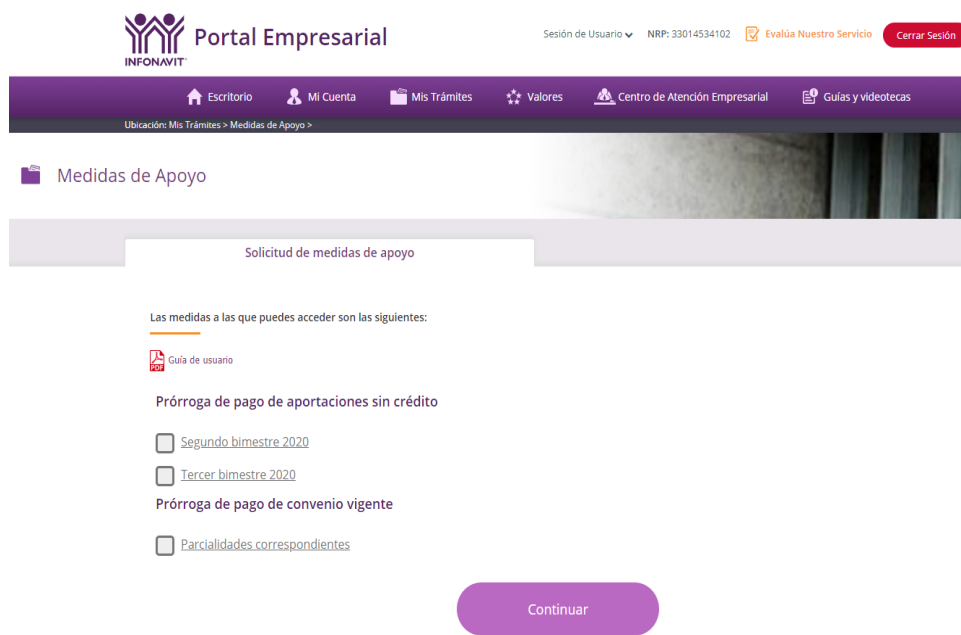 INFONAVIT
Portal Empresarial
Sesión de Usuario NRP: 33014534102 Evalúa Nuestro Servicio Cerrar Sesión
Escritorio Mi Cuenta Mis Trámites Valores Centro de Atención Empresarial Guías y videotecas
Ubicación: Mis Trámites > Medidas de Apoyo >
Medidas de Apoyo
Solicitud de medidas de apoyo
Las medidas a las que puedes acceder son las siguientes:
PDF Guía de usuario
Prórroga de pago de aportaciones sin crédito
Segundo bimestre 2020
Tercer bimestre 2020
Prórroga de pago de convenio vigente
Parcialidades correspondientes
Continuar